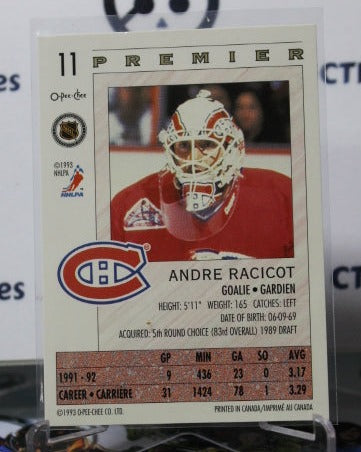 11 PREMIER
O-Pee-Chee
NHL
©1993
NHLPA
NHLPA
ANDRE RACICOT
GOALIE • GARDIEN
HEIGHT: 5'11" WEIGHT: 165 CATCHES: LEFT
DATE OF BIRTH: 06-09-69
ACQUIRED: 5th ROUND CHOICE (83rd OVERALL) 1989 DRAFT
GP MIN GA SO AVG
1991-92 9 436 23 0 3.17
CAREER • CARRIÈRE 31 1424 78 1 3.29
©1993 O-PEE-CHEE CO. LTD. PRINTED IN CANADA/IMPRIMÉ AU CANADA